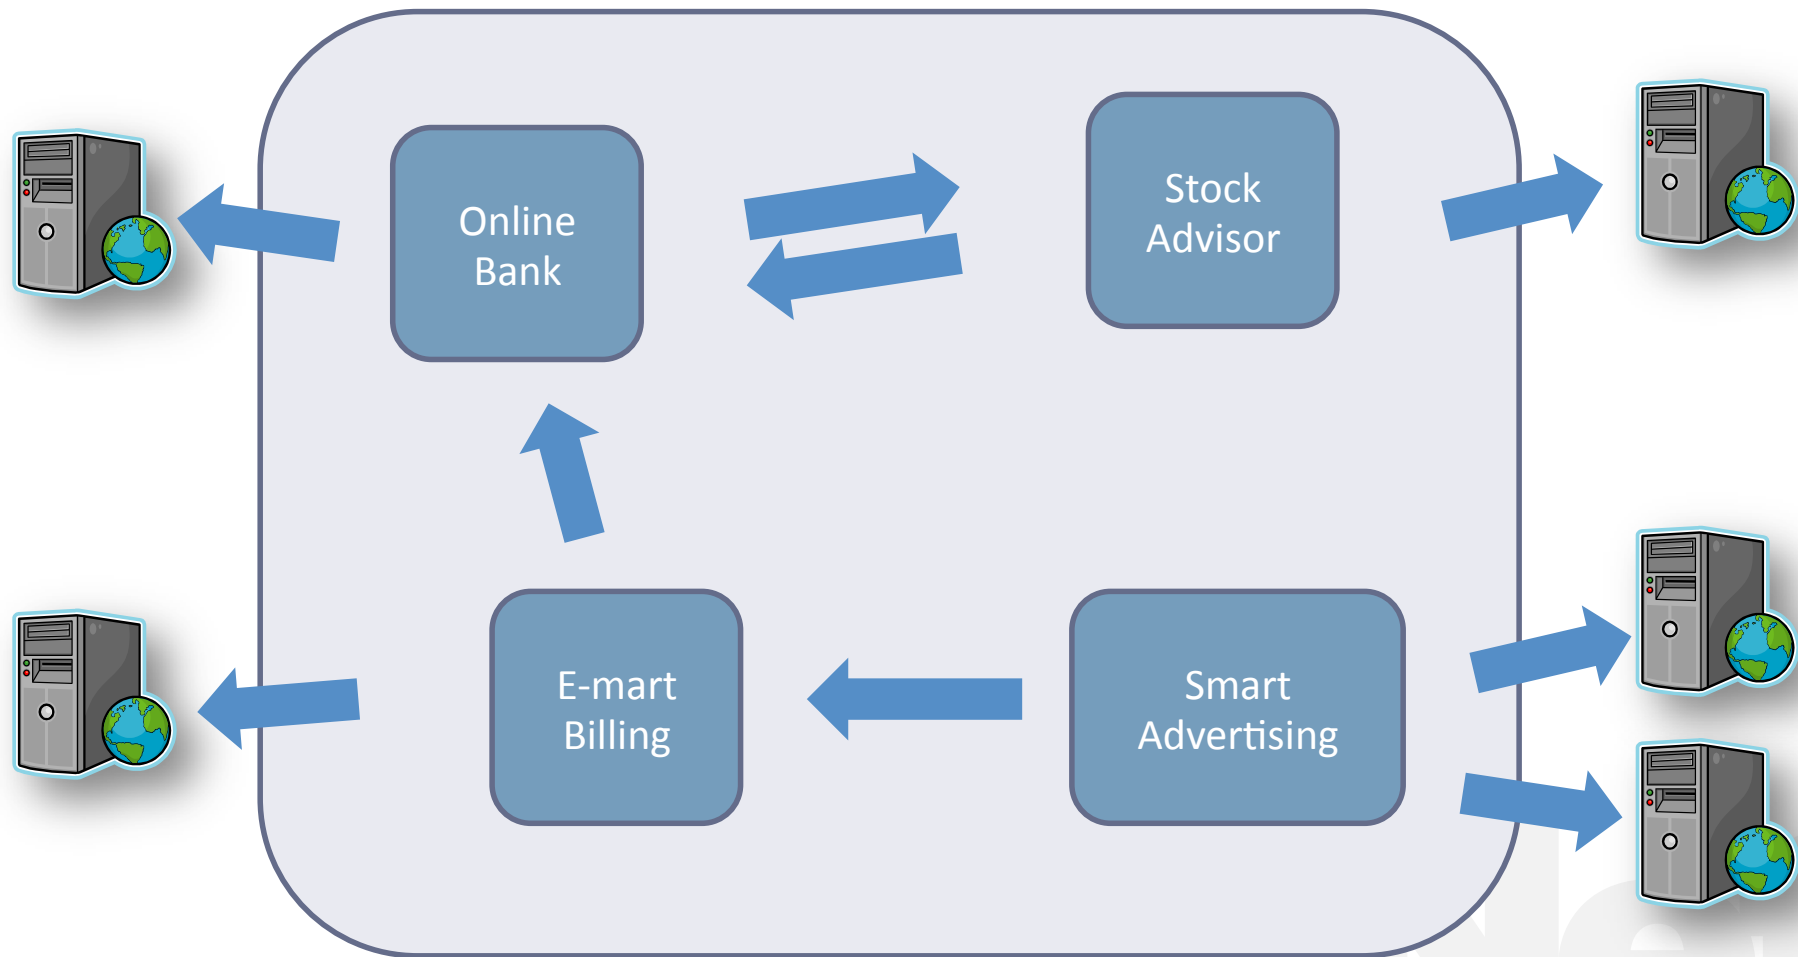 Online
Bank
Stock
Advisor
E-mart
Billing
Smart
Advertising